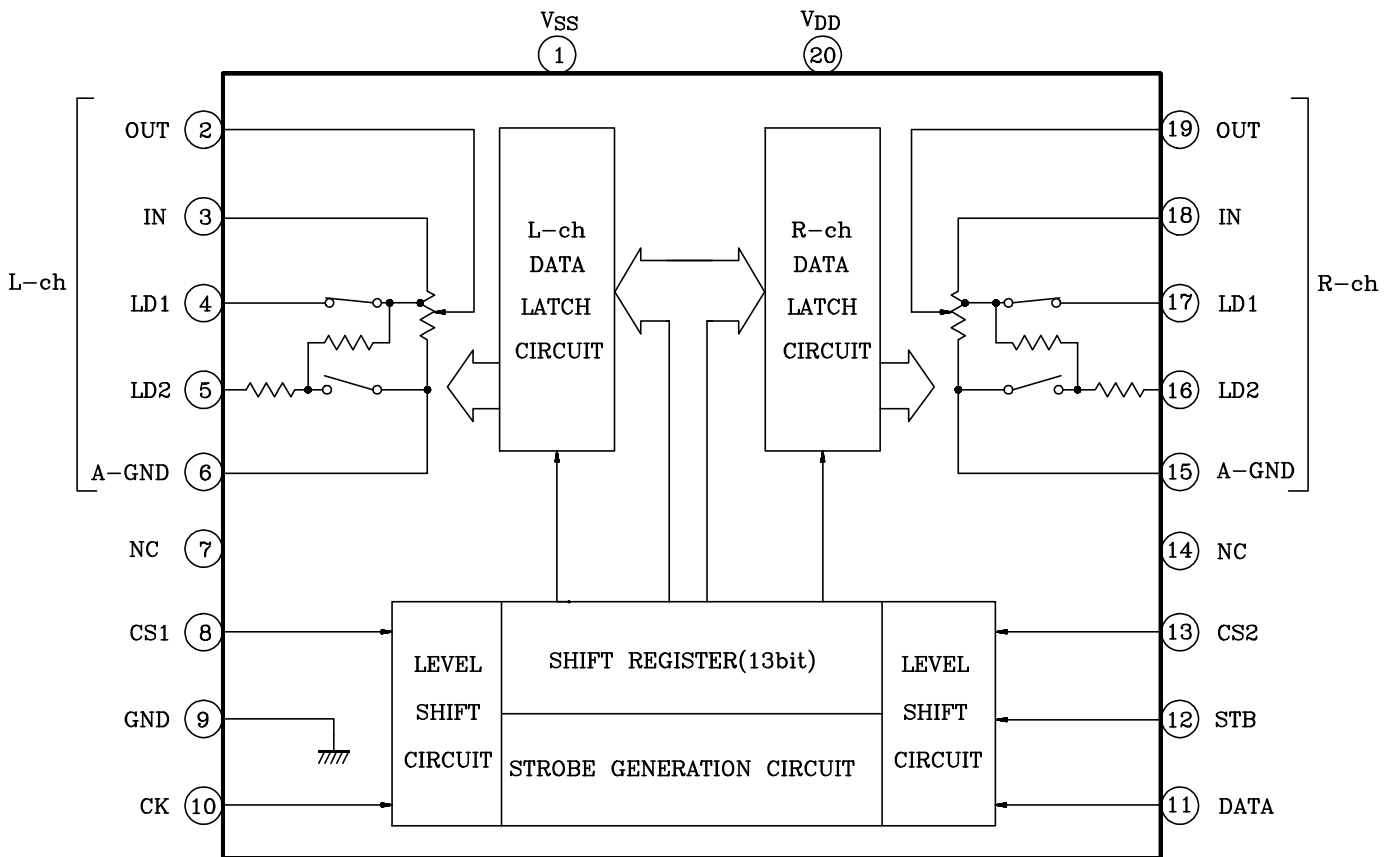 VSS
VDD
1
20
OUT 2
19 OUT
IN 3
18 IN
L-ch
R-ch
LD1 4
17 LD1
LD2 5
16 LD2
A-GND 6
15 A-GND
L-ch
DATA
LATCH
CIRCUIT
R-ch
DATA
LATCH
CIRCUIT
NC 7
14 NC
CS1 8
13 CS2
GND 9
12 STB
CK 10
11 DATA
LEVEL
SHIFT
CIRCUIT
SHIFT REGISTER(13bit)
STROBE GENERATION CIRCUIT
LEVEL
SHIFT
CIRCUIT